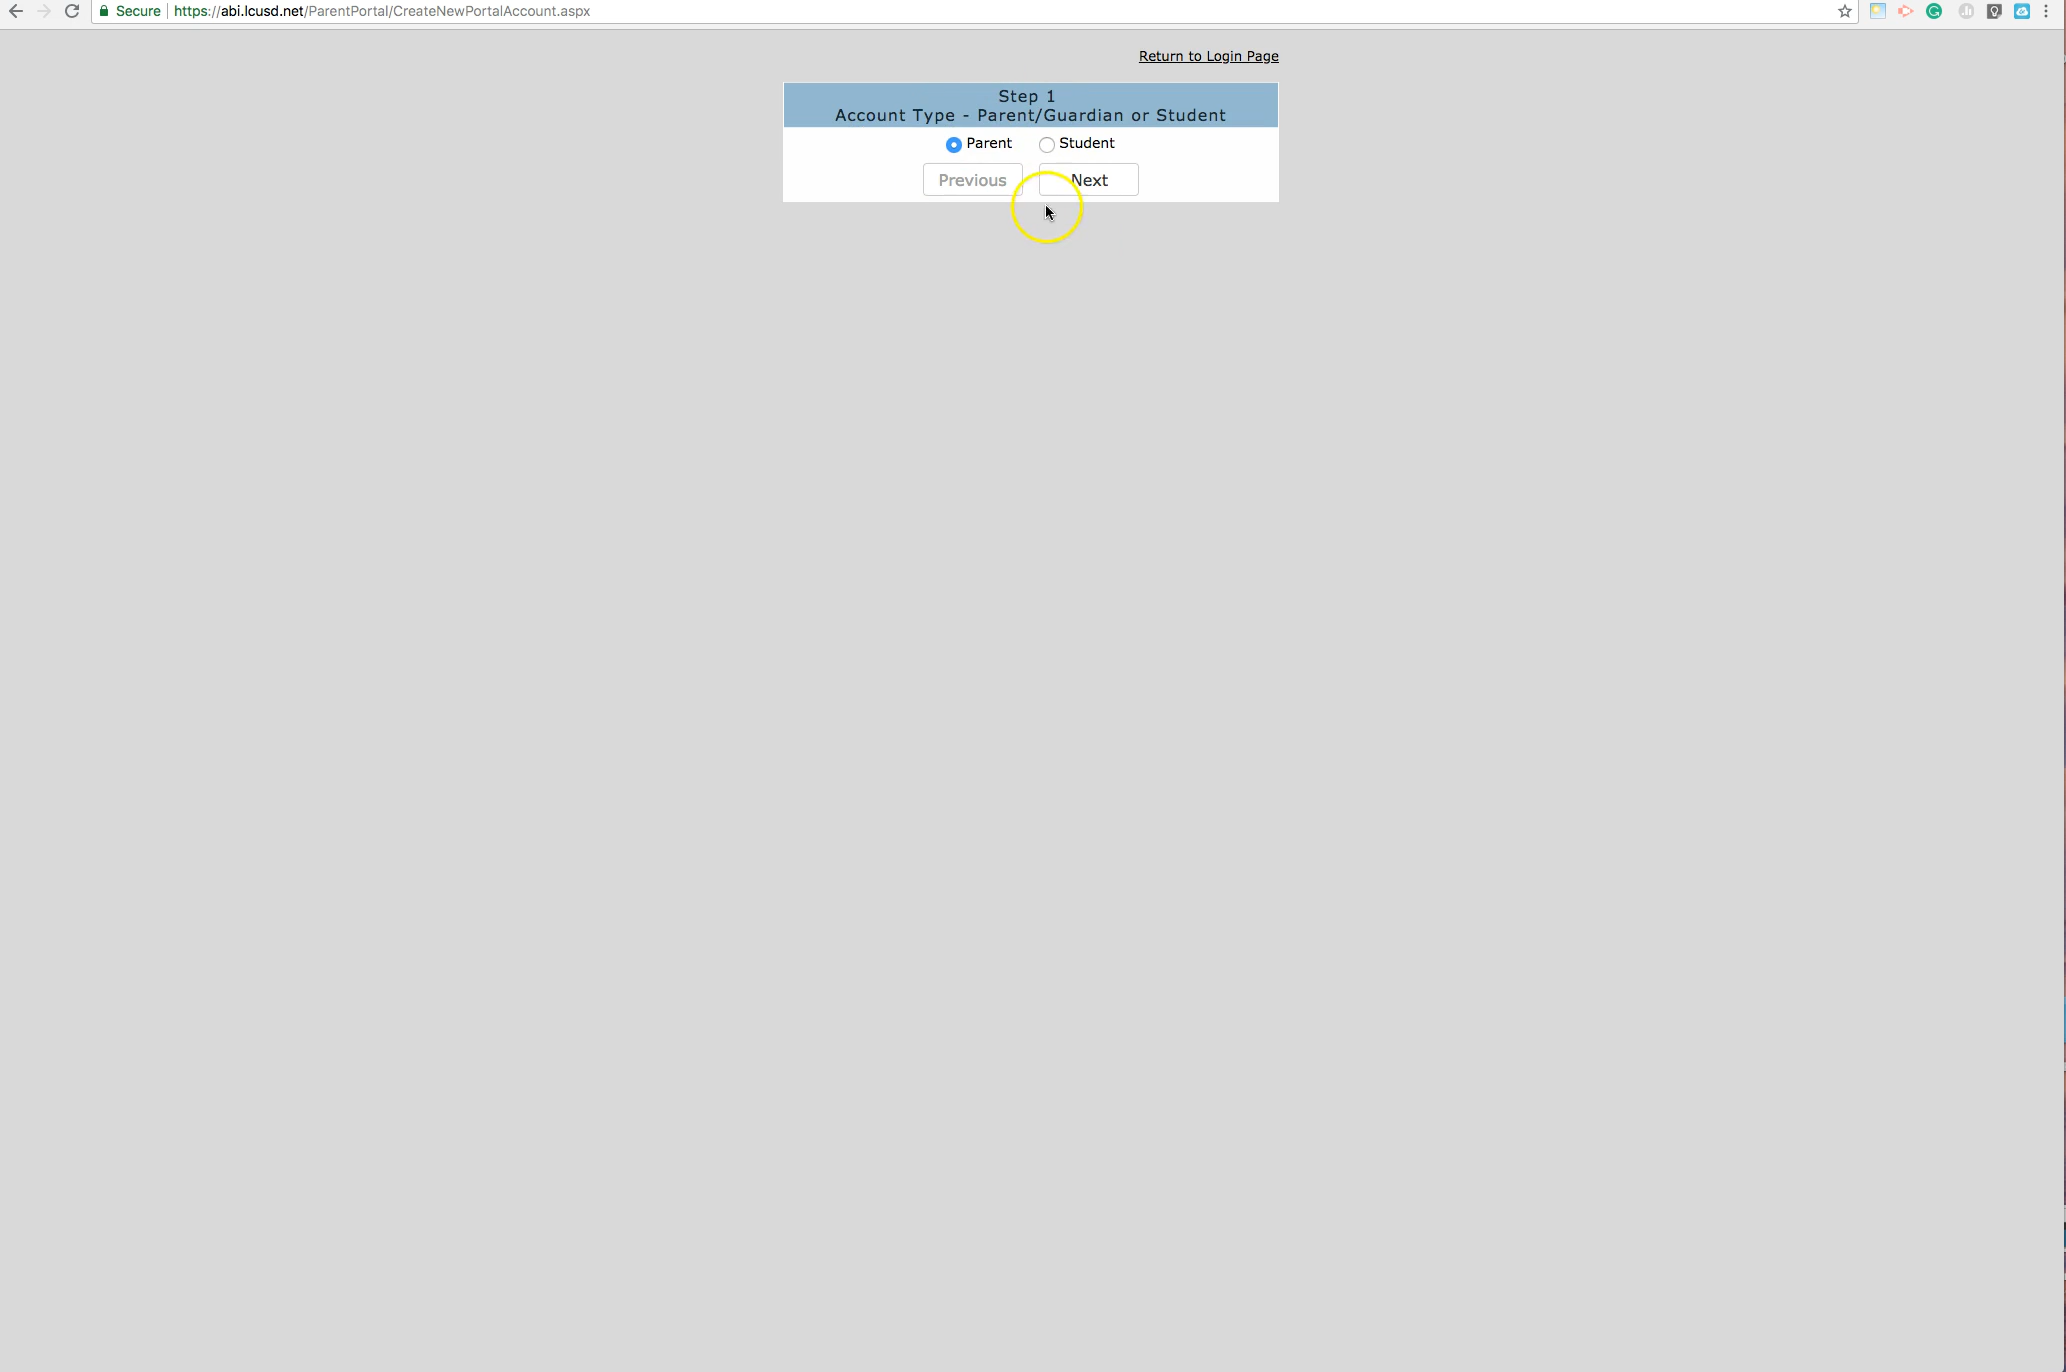 Secure | https://abi.lcusd.net/ParentPortal/CreateNewPortalAccount.aspx
Return to Login Page
Step 1
Account Type - Parent/Guardian or Student
Parent Student
Previous Next